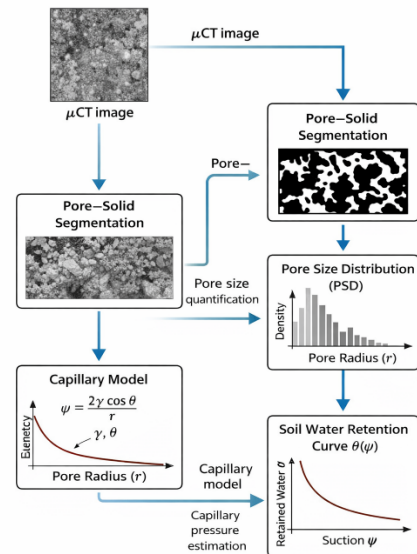 μCT image
μCT image
Pore–Solid
Segmentation
Pore–
Pore–Solid
Segmentation
Pore size
quantification
Pore Size Distribution
(PSD)
Density
Pore Radius (r)
Capillary Model
ψ = 2γ cos θ / r
γ, θ
Pore Radius (r)
Capillary
model
Capillary
pressure
estimation
Soil Water Retention
Curve θ(ψ)
Retained Water θ
Suction ψ